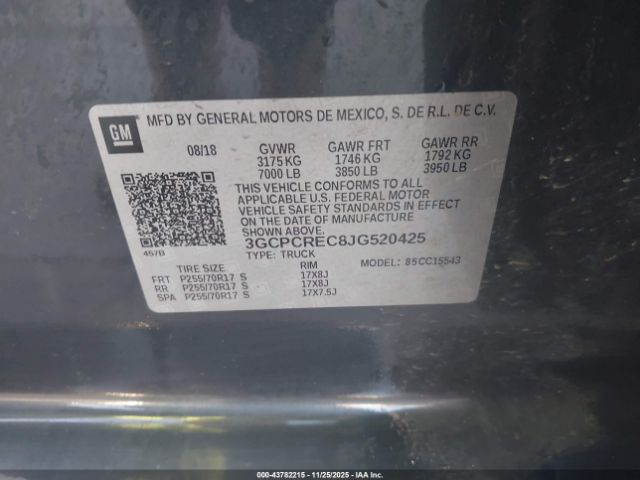 GM
MFD BY GENERAL MOTORS DE MEXICO, S. DE R.L. DE C.V.
08/18 GVWR GAWR FRT GAWR RR
3175 KG 1746 KG 1792 KG
7000 LB 3850 LB 3950 LB
THIS VEHICLE CONFORMS TO ALL
APPLICABLE U.S. FEDERAL MOTOR
VEHICLE SAFETY STANDARDS IN EFFECT
ON THE DATE OF MANUFACTURE
SHOWN ABOVE.
3GCPCREC8JG520425
457D TYPE: TRUCK MODEL: 85CC15543
TIRE SIZE RIM
FRT P255/70R17 S 17X8J
RR P255/70R17 S 17X8J
SPA P255/70R17 S 17X7.5J
000-43782215 - 11/25/2025 - IAA Inc.